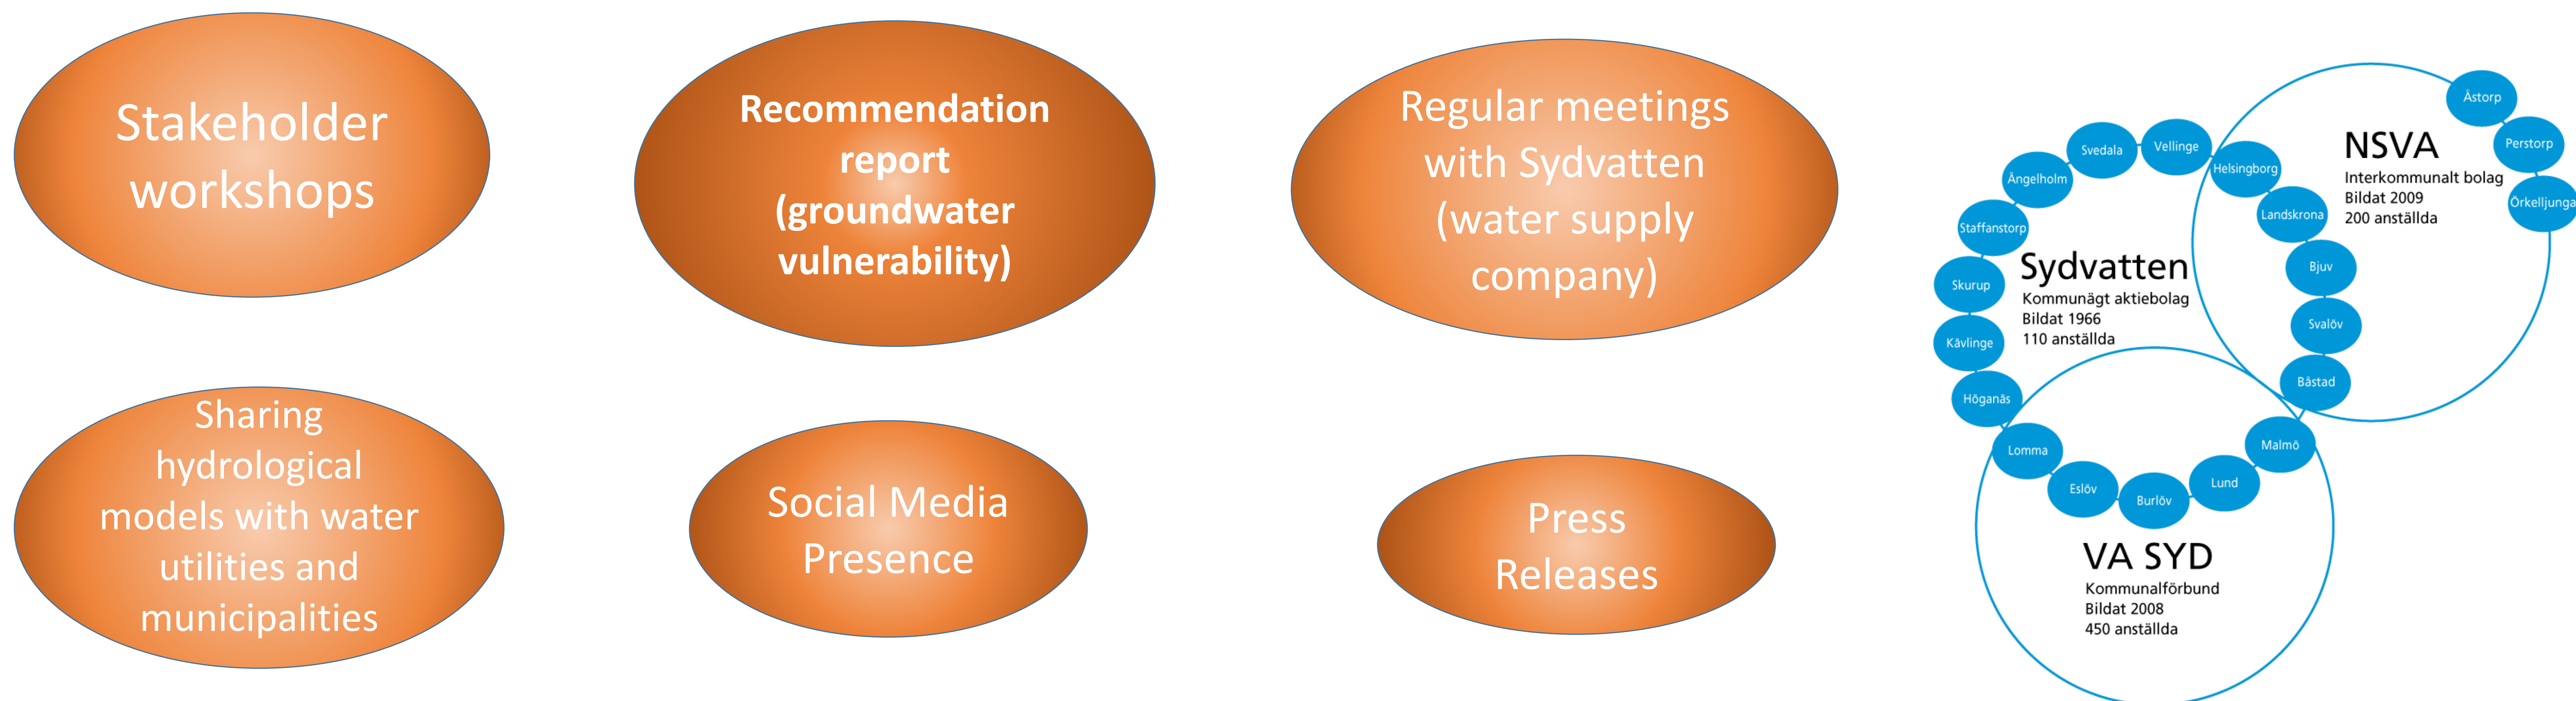 Stakeholder
workshops
Recommendation
report
(groundwater
vulnerability)
Regular meetings
with Sydvatten
(water supply
company)
Sharing
hydrological
models with water
utilities and
municipalities
Social Media
Presence
Press
Releases
Åstorp
Perstorp
Örkelljunga
NSVA
Interkommunalt bolag
Bildat 2009
200 anställda
Vellinge
Svedala
Ängelholm
Staffanstorp
Skurup
Kävlinge
Höganäs
Helsingborg
Landskrona
Bjuv
Svalöv
Båstad
Sydvatten
Kommunägt aktiebolag
Bildat 1966
110 anställda
Lomma
Eslöv
Burlöv
Lund
Malmö
VA SYD
Kommunalförbund
Bildat 2008
450 anställda